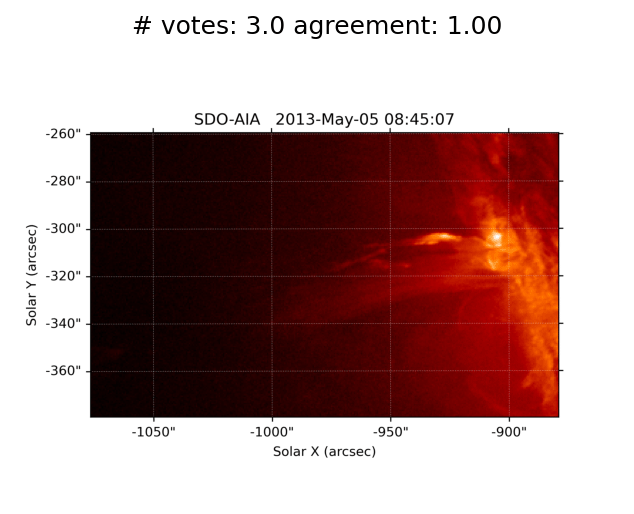 # votes: 3.0 agreement: 1.00
SDO-AIA 2013-May-05 08:45:07
-260"
-280"
-300"
-320"
-340"
-360"
Solar Y (arcsec)
-1050" -1000" -950" -900"
Solar X (arcsec)